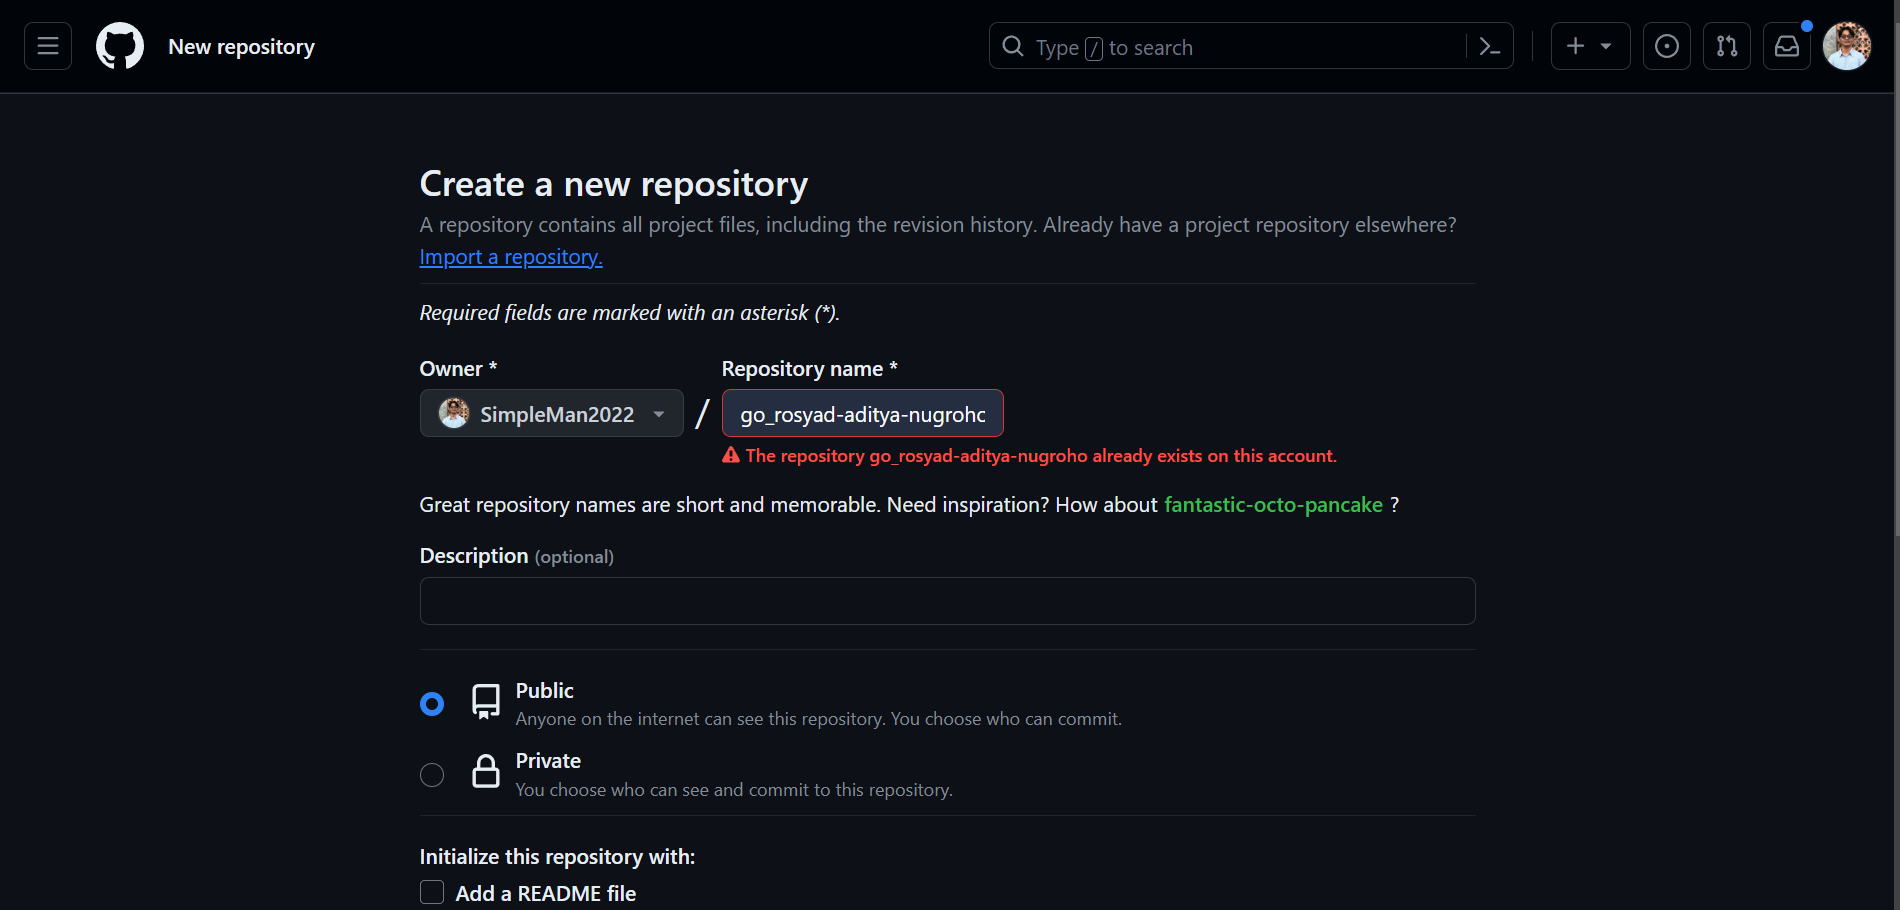 New repository
Type / to search
Create a new repository
A repository contains all project files, including the revision history. Already have a project repository elsewhere?
Import a repository.
Required fields are marked with an asterisk (*).
Owner *
Repository name *
SimpleMan2022
/
go_rosyad-aditya-nugroho
The repository go_rosyad-aditya-nugroho already exists on this account.
Great repository names are short and memorable. Need inspiration? How about fantastic-octo-pancake ?
Description (optional)
Public
Anyone on the internet can see this repository. You choose who can commit.
Private
You choose who can see and commit to this repository.
Initialize this repository with:
Add a README file